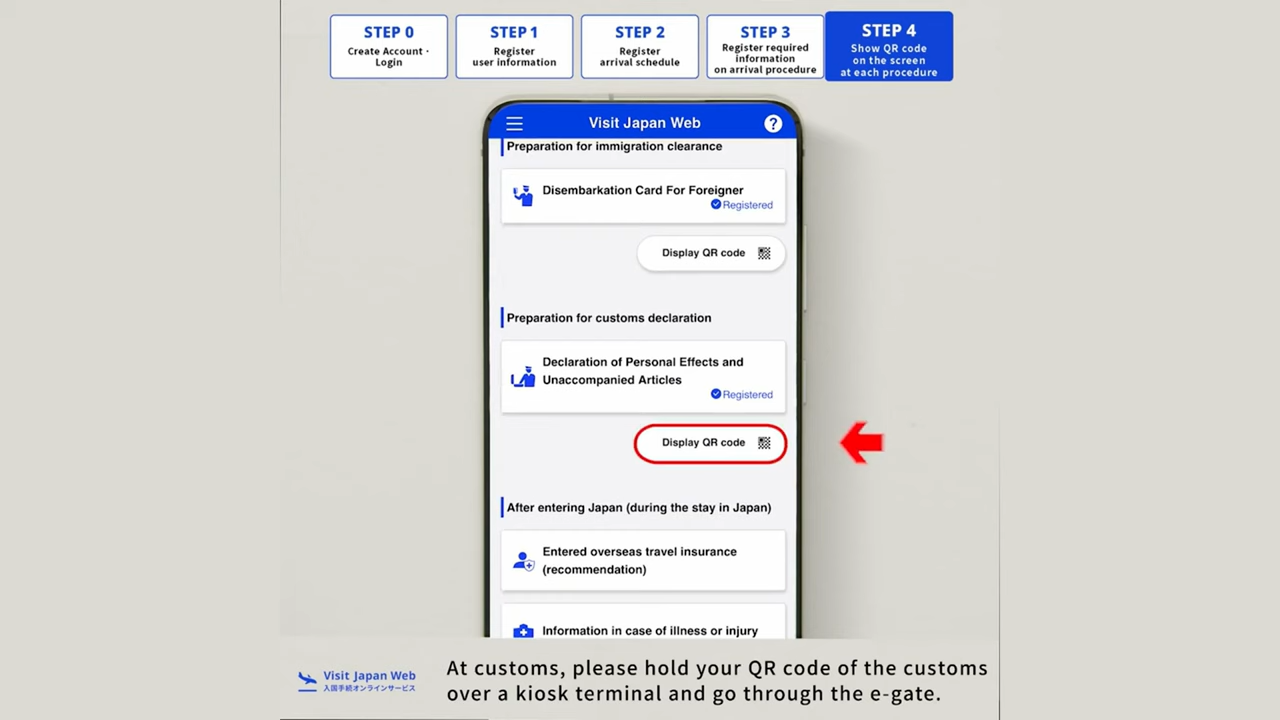 STEP 0
Create Account・
Login
STEP 1
Register
user information
STEP 2
Register
arrival schedule
STEP 3
Register required
information
on arrival procedure
STEP 4
Show QR code
on the screen
at each procedure
Visit Japan Web
?
Preparation for immigration clearance
Disembarkation Card For Foreigner
Registered
Display QR code
Preparation for customs declaration
Declaration of Personal Effects and
Unaccompanied Articles
Registered
Display QR code
After entering Japan (during the stay in Japan)
Entered overseas travel insurance
(recommendation)
Information in case of illness or injury
Visit Japan Web
入国手続オンラインサービス
At customs, please hold your QR code of the customs
over a kiosk terminal and go through the e-gate.